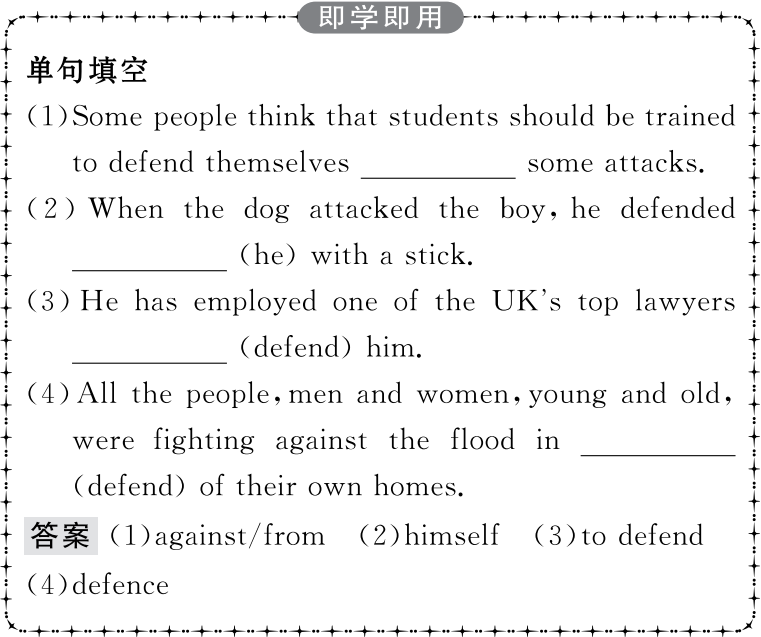 即学即用
单句填空
(1)Some people think that students should be trained
to defend themselves __________ some attacks.
(2) When the dog attacked the boy, he defended
__________ (he) with a stick.
(3) He has employed one of the UK's top lawyers
__________ (defend) him.
(4) All the people, men and women, young and old,
were fighting against the flood in __________
(defend) of their own homes.
答案 (1)against/from (2)himself (3)to defend
(4)defence